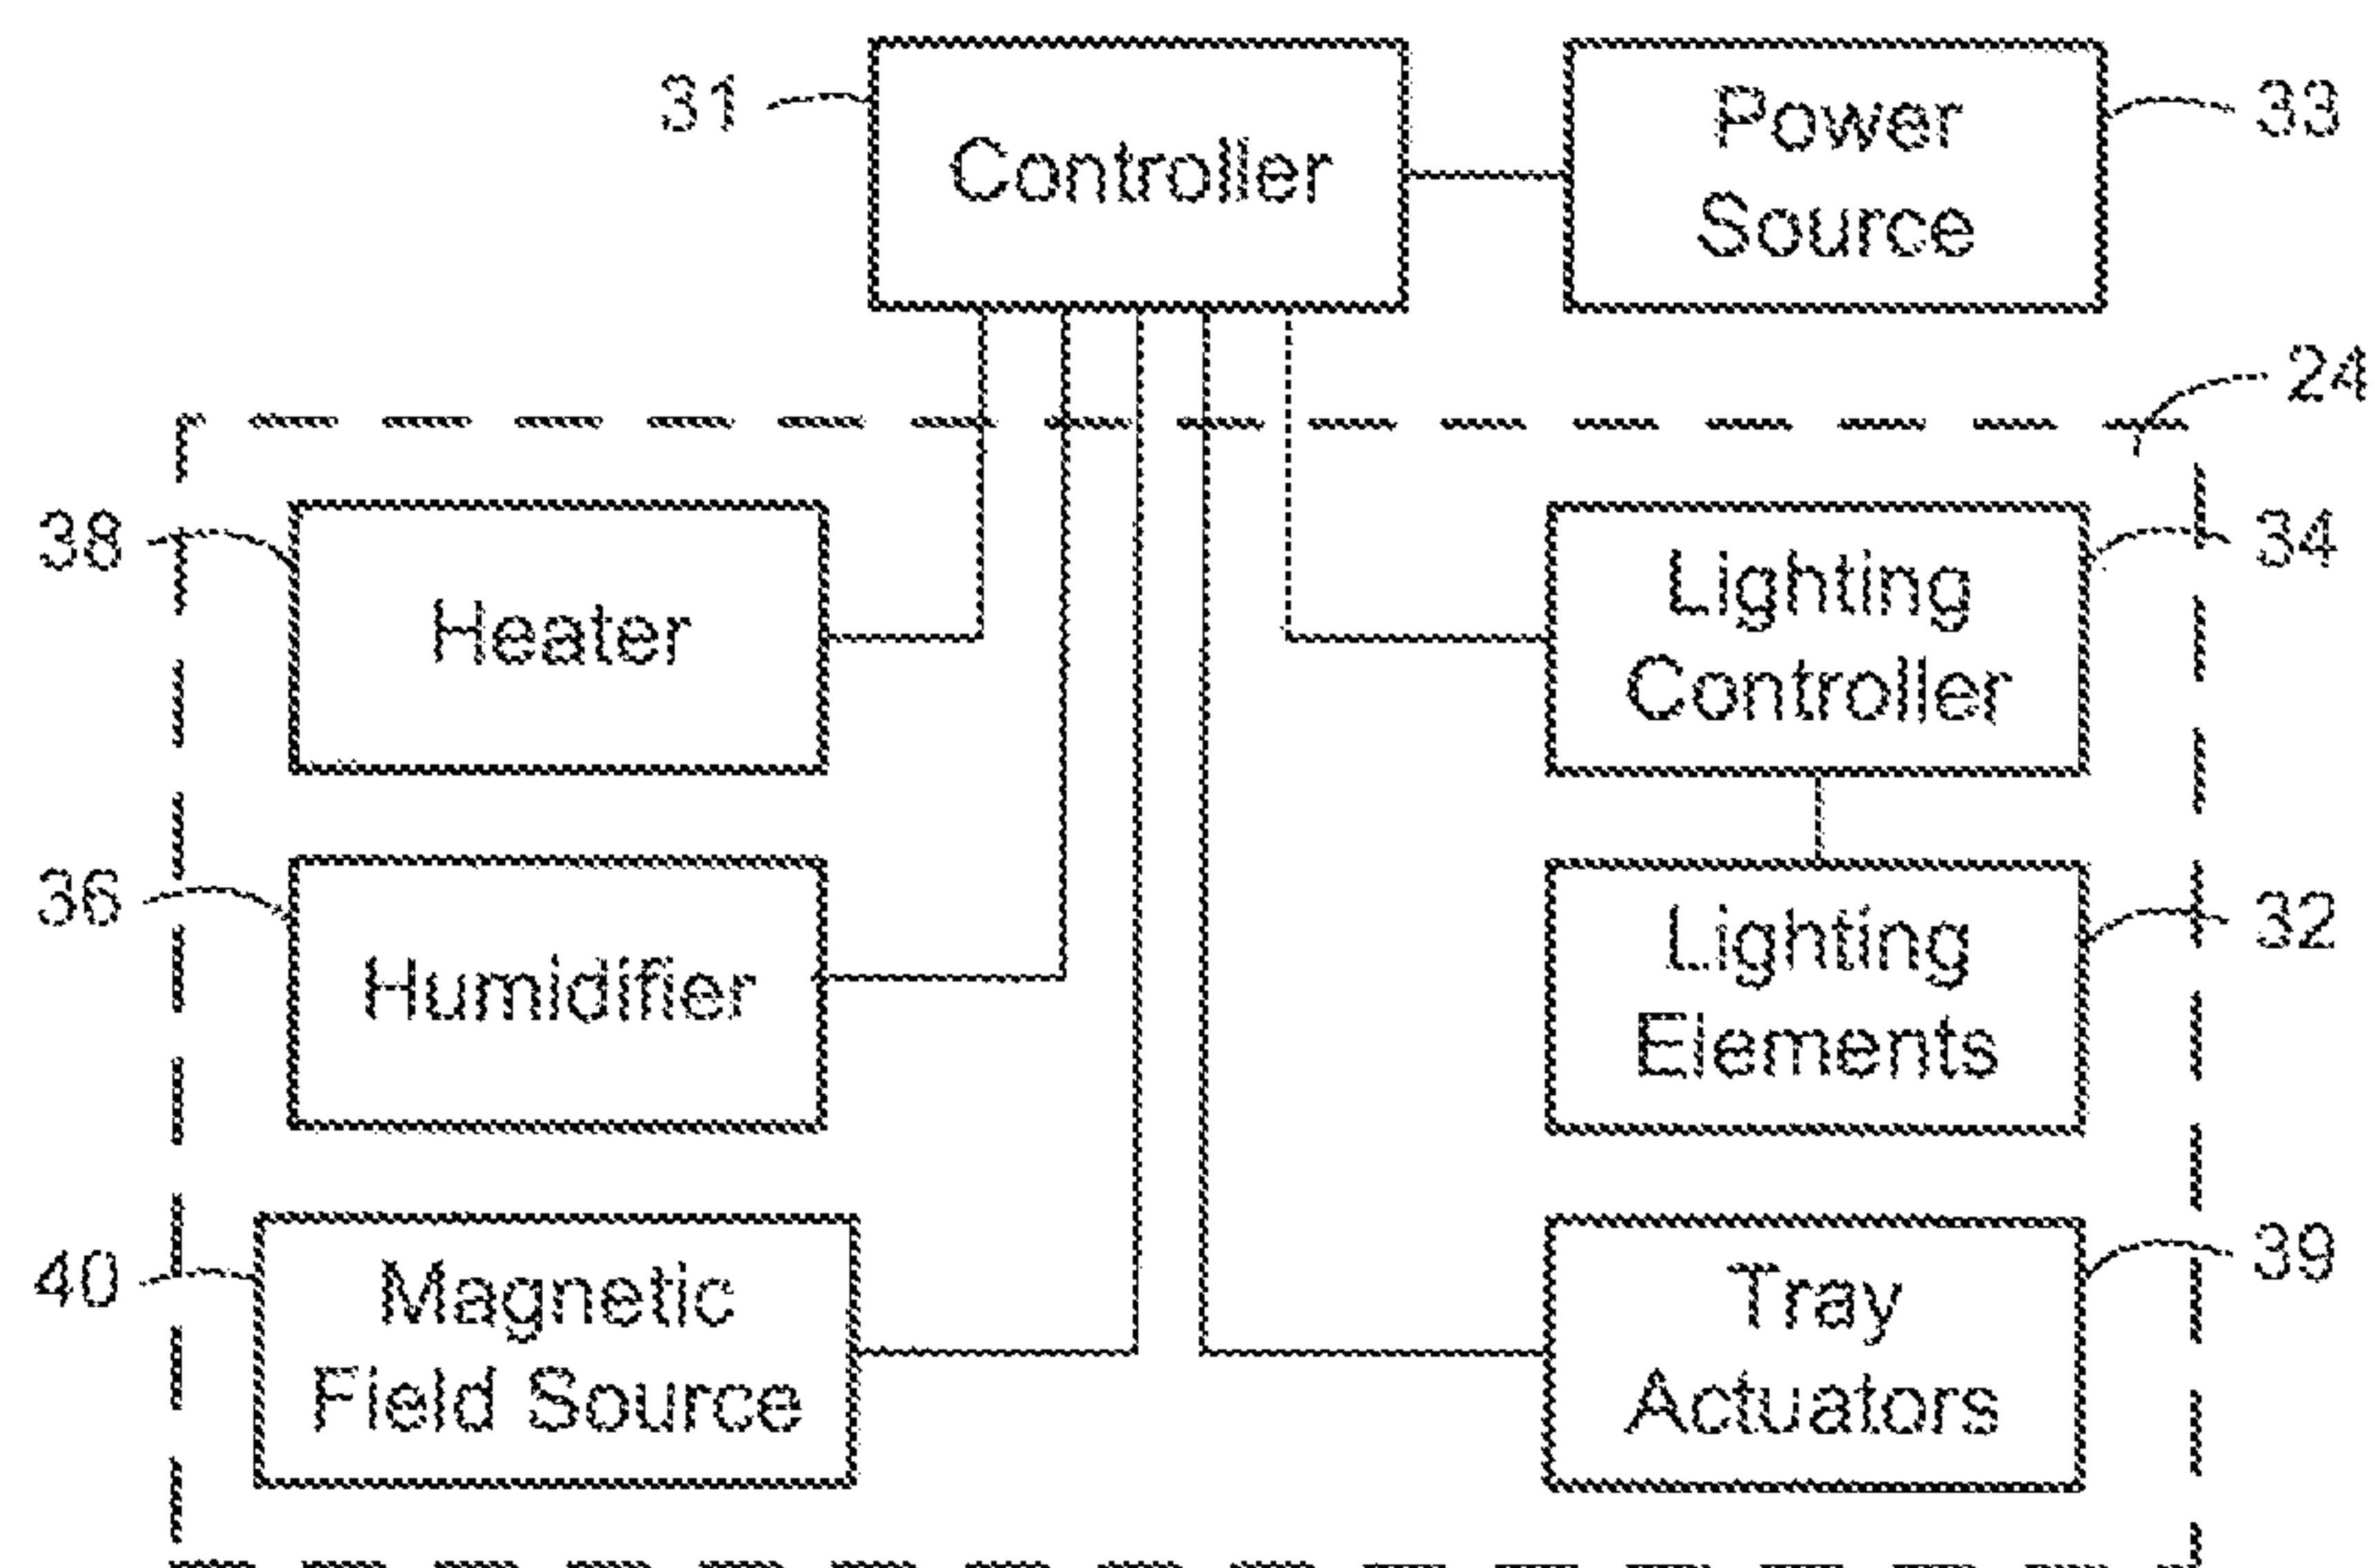 31
Controller
Power
Source
33
24
38
Heater
Lighting
Controller
34
36
Humidifier
Lighting
Elements
32
40
Magnetic
Field Source
Tray
Actuators
39